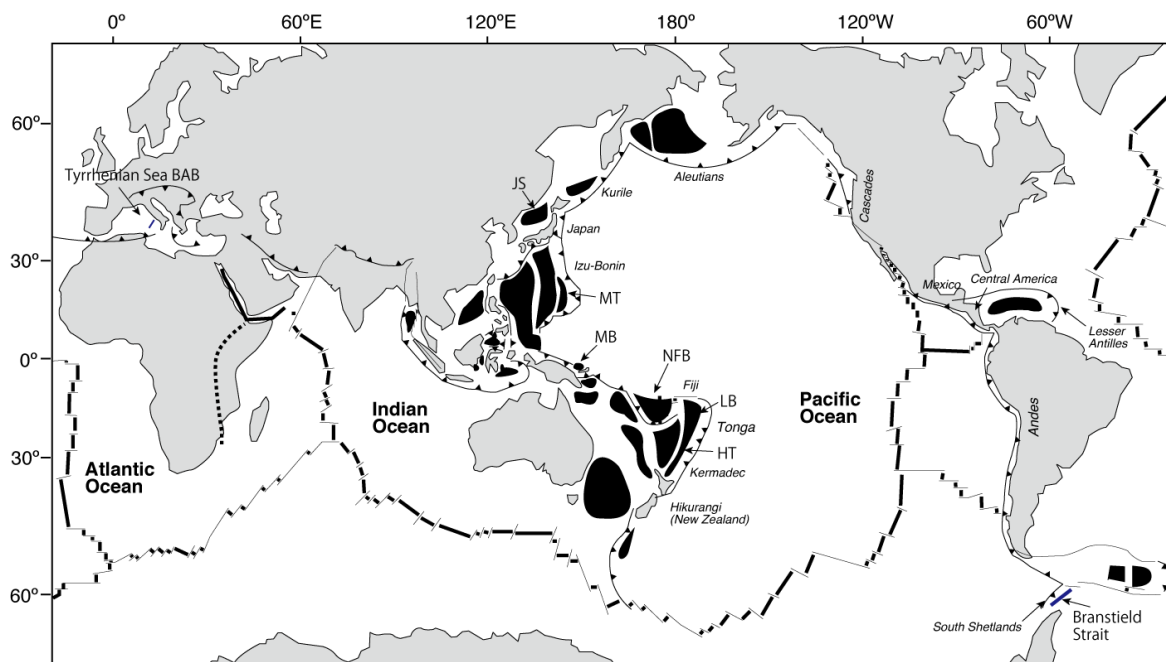 0°
60°E
120°E
180°
120°W
60°W
60°
30°
0°
30°
60°
Tyrrhenian Sea BAB
JS
Kurile
Aleutians
Japan
Izu-Bonin
MT
MB
NFB
Fiji
LB
Tonga
HT
Kermadec
Hikurangi
(New Zealand)
Cascades
Mexico
Central America
Lesser
Antilles
Andes
Indian
Ocean
Pacific
Ocean
Atlantic
Ocean
South Shetlands
Branstield
Strait